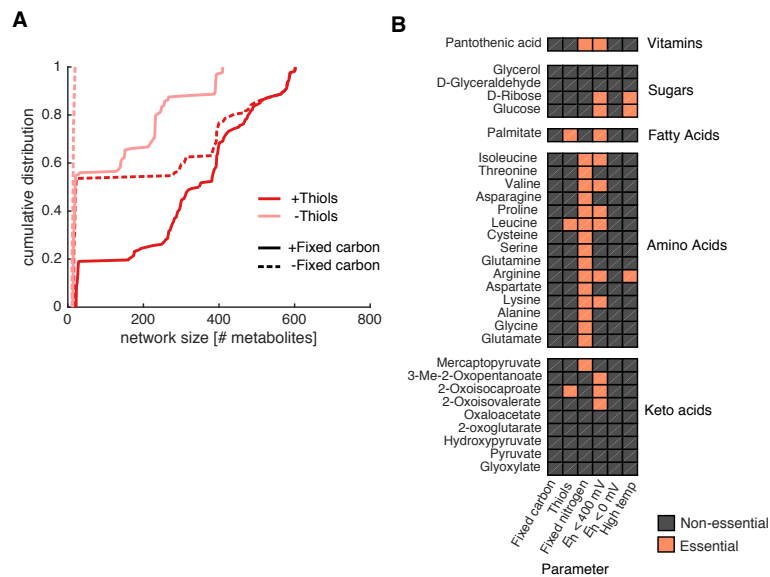 A
cumulative distribution
1
0.8
0.6
0.4
0.2
0
0
200
400
600
800
network size [# metabolites]
+Thiols
-Thiols
+Fixed carbon
-Fixed carbon
B
Pantothenic acid
Vitamins
Glycerol
D-Glyceraldehyde
D-Ribose
Glucose
Sugars
Palmitate
Fatty Acids
Isoleucine
Threonine
Valine
Asparagine
Proline
Leucine
Cysteine
Serine
Glutamine
Arginine
Aspartate
Lysine
Alanine
Glycine
Glutamate
Amino Acids
Mercaptopyruvate
3-Me-2-Oxopentanoate
2-Oxoisocaproate
2-Oxoisovalerate
Oxaloacetate
2-oxoglutarate
Hydroxypyruvate
Pyruvate
Glyoxylate
Keto acids
Fixed carbon
Thiols
Fixed nitrogen
Eh < 400 mV
Eh < 0 mV
High temp
Parameter
Non-essential
Essential